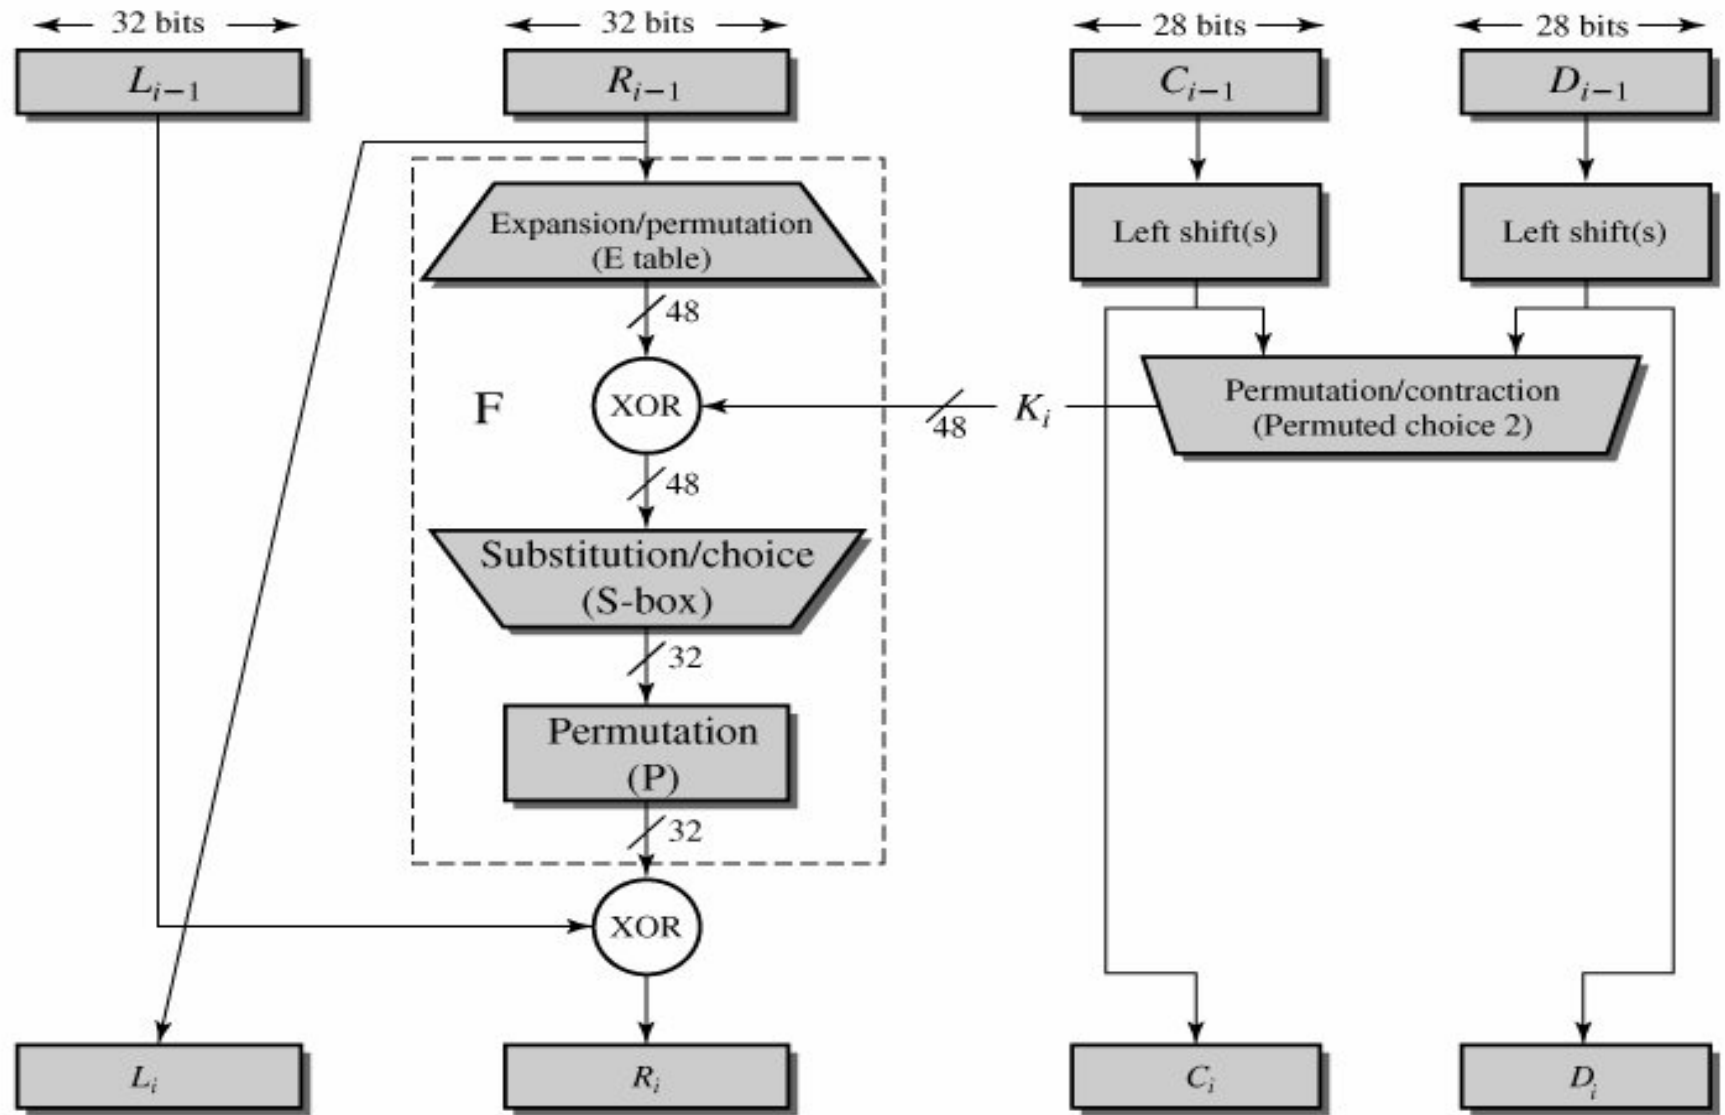 32 bits
32 bits
28 bits
28 bits
L_{i-1}
R_{i-1}
C_{i-1}
D_{i-1}
Expansion/permutation
(E table)
Left shift(s)
Left shift(s)
48
F
XOR
48
K_i
Permutation/contraction
(Permuted choice 2)
48
Substitution/choice
(S-box)
32
Permutation
(P)
32
XOR
L_i
R_i
C_i
D_i